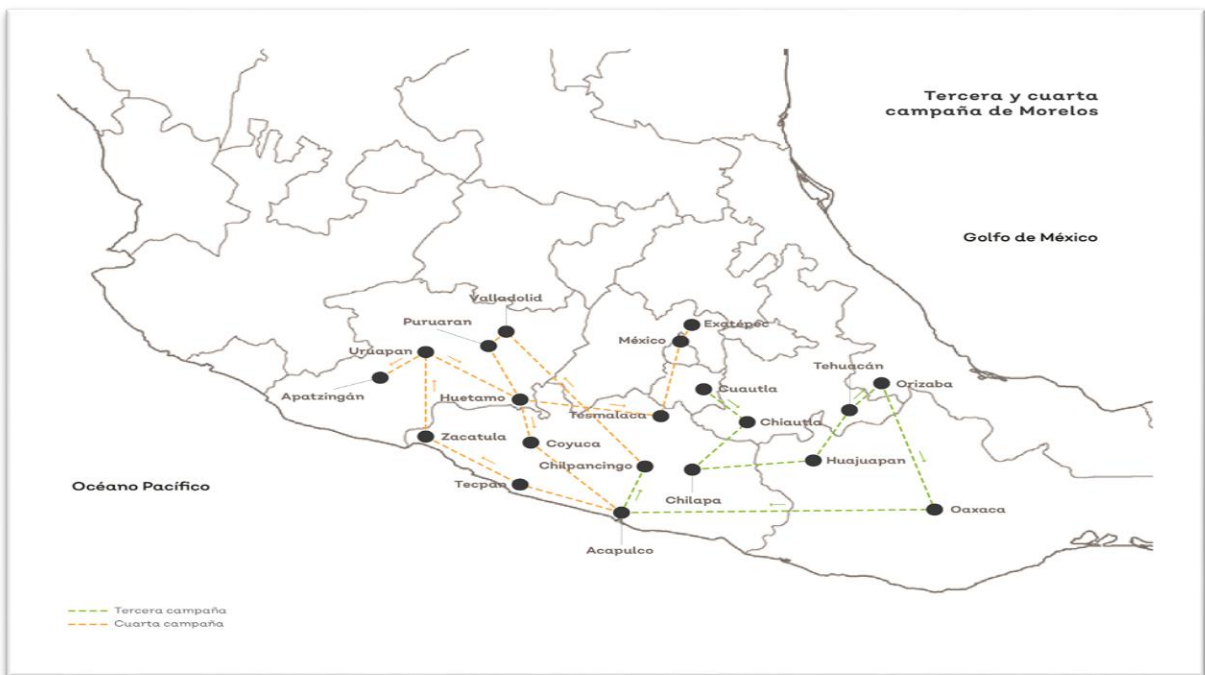 Tercera y cuarta
campaña de Morelos
Golfo de México
Valladolid
Puruaran
Exatépec
México
Uruapan
Tehuacán
Orizaba
Cuautla
Apatzingán
Huetamo
Tesmalaca
Chiautla
Zacatula
Coyuca
Chilpancingo
Huajuapan
Océano Pacífico
Tecpan
Chilapa
Oaxaca
Acapulco
Tercera campaña
Cuarta campaña